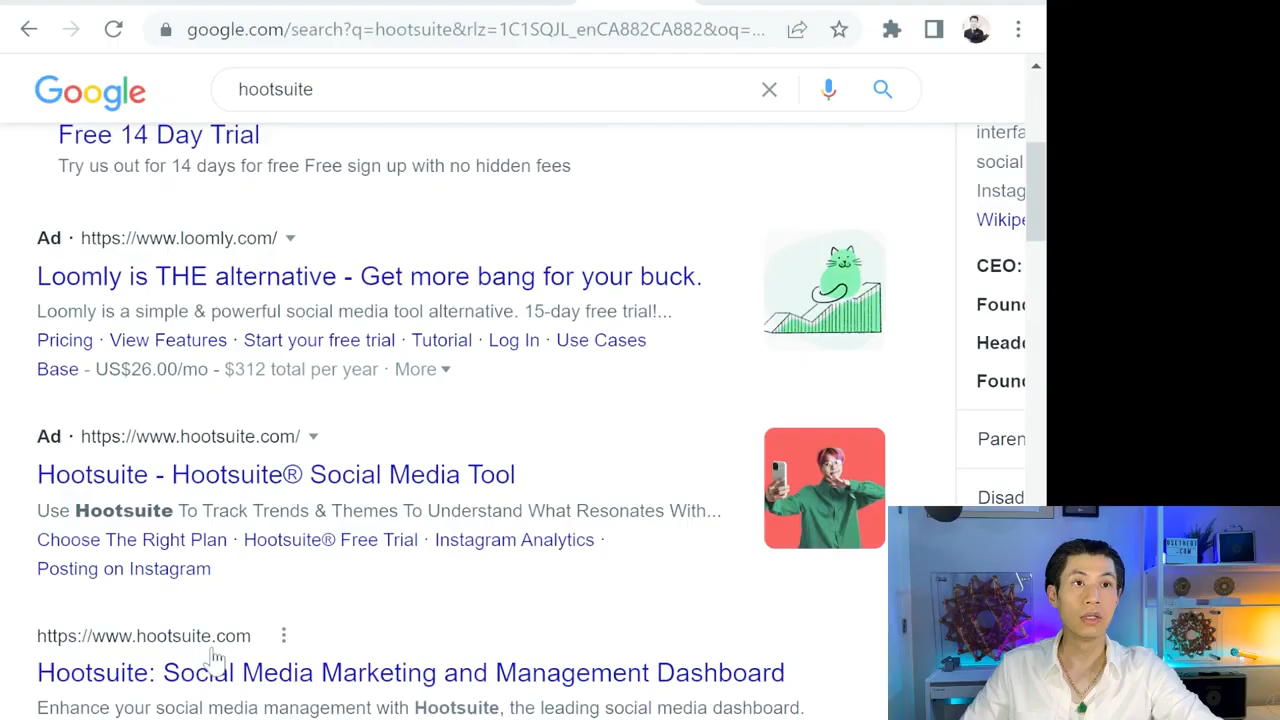 google.com/search?q=hootsuite&rlz=1C1SQJL_enCA882CA882&oq=...
Google
hootsuite
Free 14 Day Trial
Try us out for 14 days for free Free sign up with no hidden fees
Ad · https://www.loomly.com/
Loomly is THE alternative - Get more bang for your buck.
Loomly is a simple & powerful social media tool alternative. 15-day free trial!...
Pricing · View Features · Start your free trial · Tutorial · Log In · Use Cases
Base - US$26.00/mo - $312 total per year · More
Ad · https://www.hootsuite.com/
Hootsuite - Hootsuite® Social Media Tool
Use Hootsuite To Track Trends & Themes To Understand What Resonates With...
Choose The Right Plan · Hootsuite® Free Trial · Instagram Analytics ·
Posting on Instagram
https://www.hootsuite.com
Hootsuite: Social Media Marketing and Management Dashboard
Enhance your social media management with Hootsuite, the leading social media dashboard.
interfa
social
Instag
Wikipe
CEO:
Found
Headq
Found
Paren
Disad